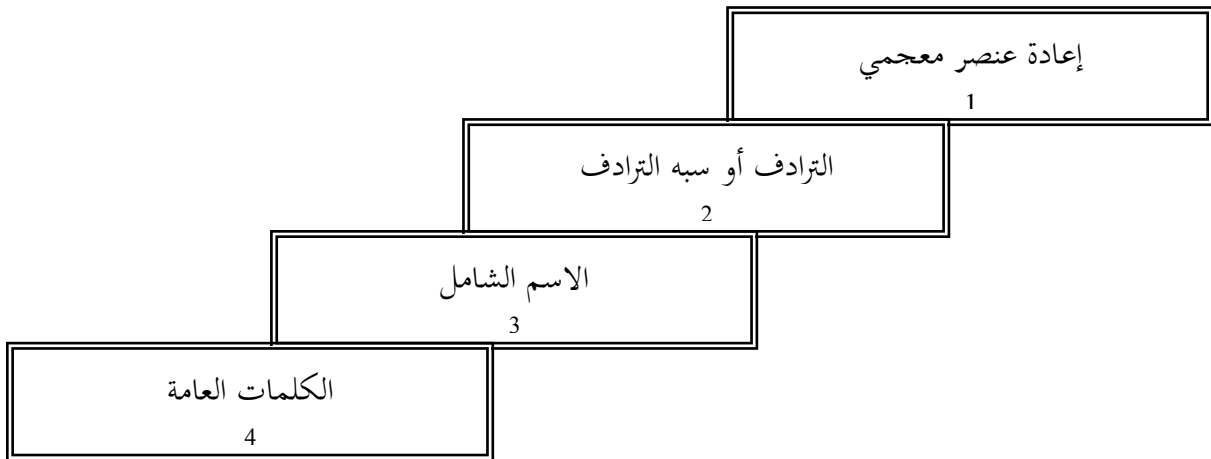 إعادة عنصر معجمي
1
الترادف أو سبه الترادف
2
الاسم الشامل
3
الكلمات العامة
4